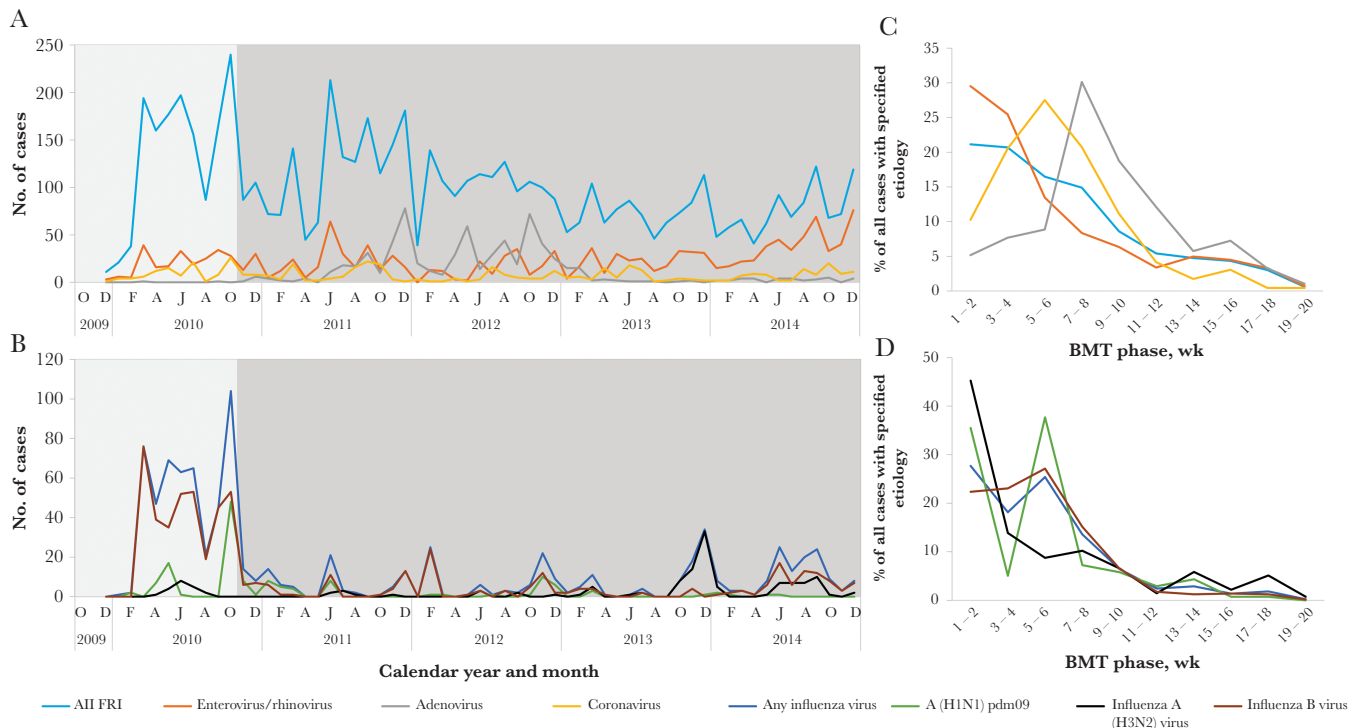 A
No. of cases
250
200
150
100
50
0
O D F A J A O D F A J A O D F A J A O D F A J A O D F A J A O D
2009 2010 2011 2012 2013 2014
B
No. of cases
120
100
80
60
40
20
0
O D F A J A O D F A J A O D F A J A O D F A J A O D F A J A O D
2009 2010 2011 2012 2013 2014
Calendar year and month
C
% of all cases with specified
etiology
35
30
25
20
15
10
5
0
1 – 2 3 – 4 5 – 6 7 – 8 9 – 10 11 – 12 13 – 14 15 – 16 17 – 18 19 – 20
BMT phase, wk
D
% of all cases with specified
etiology
50
40
30
20
10
0
1 – 2 3 – 4 5 – 6 7 – 8 9 – 10 11 – 12 13 – 14 15 – 16 17 – 18 19 – 20
BMT phase, wk
AII FRI Enterovirus/rhinovirus Adenovirus Coronavirus Any influenza virus A (H1N1) pdm09 Influenza A Influenza B virus
(H3N2) virus